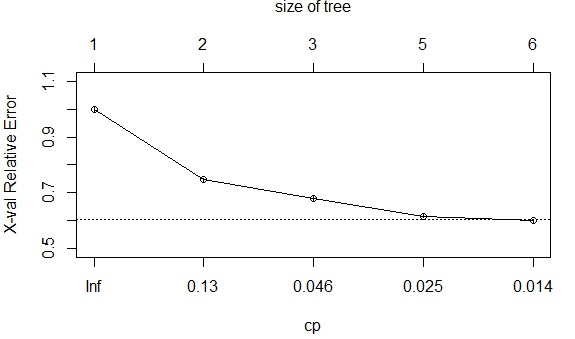 size of tree
1 2 3 5 6
X-val Relative Error
1.1
0.9
0.7
0.5
Inf 0.13 0.046 0.025 0.014
cp